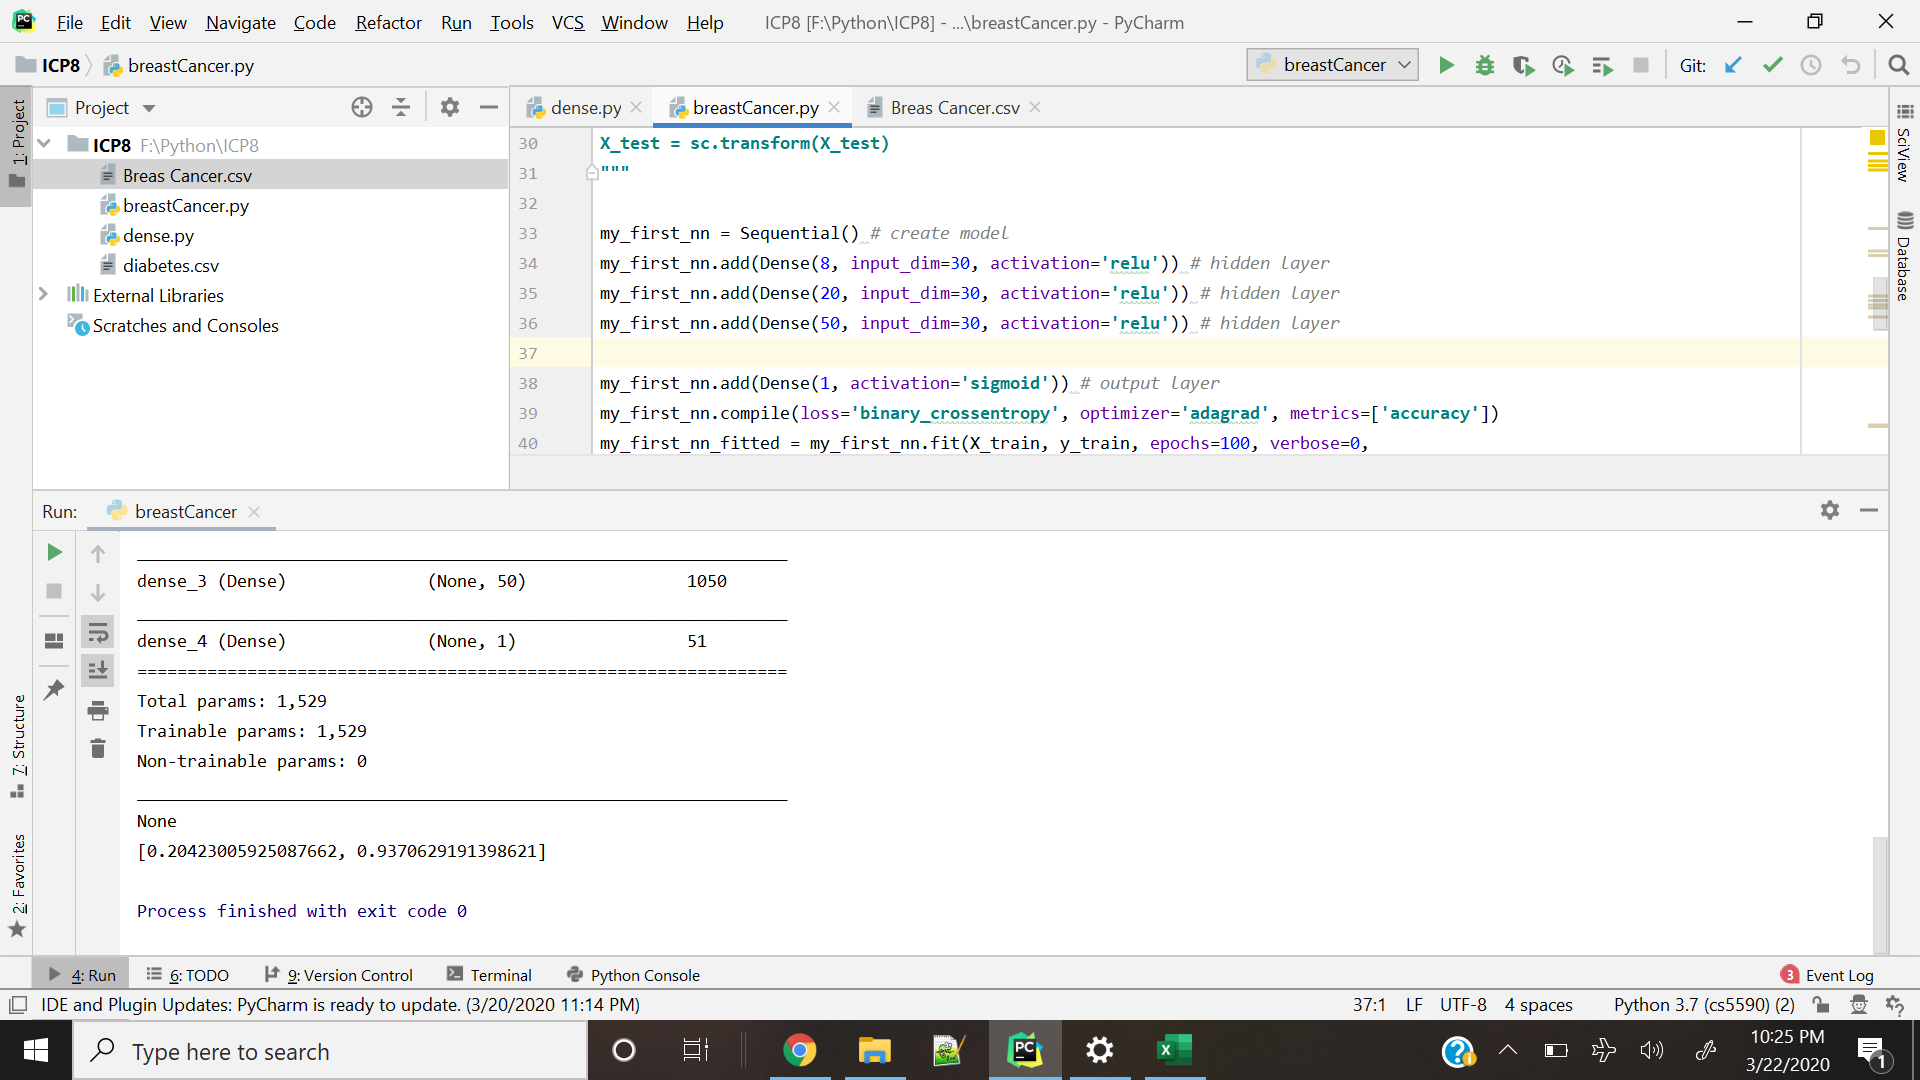 File Edit View Navigate Code Refactor Run Tools VCS Window Help ICP8 [F:\Python\ICP8] - ...\breastCancer.py - PyCharm
ICP8 breastCancer.py breastCancer Git:
Project dense.py breastCancer.py Breas Cancer.csv
1: Project
ICP8 F:\Python\ICP8
Breas Cancer.csv
breastCancer.py
dense.py
diabetes.csv
External Libraries
Scratches and Consoles
30 X_test = sc.transform(X_test)
31 """
32
33 my_first_nn = Sequential() # create model
34 my_first_nn.add(Dense(8, input_dim=30, activation='relu')) # hidden layer
35 my_first_nn.add(Dense(20, input_dim=30, activation='relu')) # hidden layer
36 my_first_nn.add(Dense(50, input_dim=30, activation='relu')) # hidden layer
37
38 my_first_nn.add(Dense(1, activation='sigmoid')) # output layer
39 my_first_nn.compile(loss='binary_crossentropy', optimizer='adagrad', metrics=['accuracy'])
40 my_first_nn_fitted = my_first_nn.fit(X_train, y_train, epochs=100, verbose=0,
SciView
Database
Run: breastCancer
_________________________________________________________________
dense_3 (Dense) (None, 50) 1050
_________________________________________________________________
dense_4 (Dense) (None, 1) 51
=================================================================
Total params: 1,529
Trainable params: 1,529
Non-trainable params: 0
_________________________________________________________________
None
[0.20423005925087662, 0.9370629191398621]
Process finished with exit code 0
7: Structure
2: Favorites
4: Run 6: TODO 9: Version Control Terminal Python Console 3 Event Log
IDE and Plugin Updates: PyCharm is ready to update. (3/20/2020 11:14 PM) 37:1 LF UTF-8 4 spaces Python 3.7 (cs5590) (2)
Type here to search
10:25 PM
3/22/2020
1